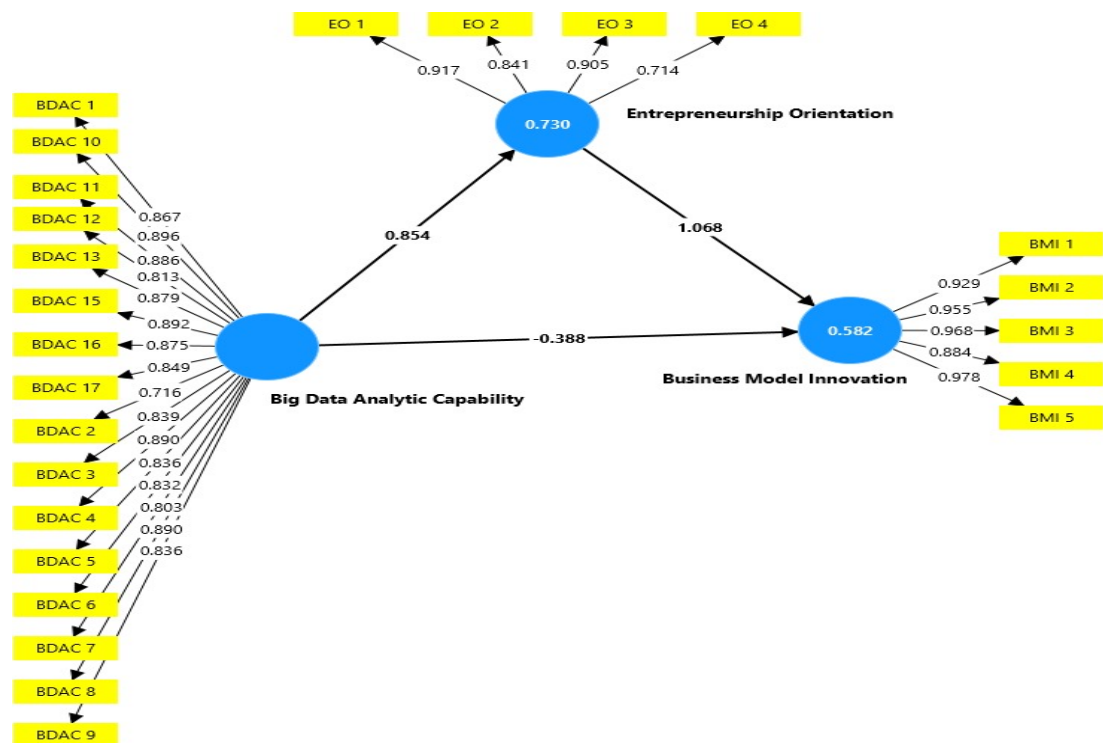 EO 1
EO 2
EO 3
EO 4
0.917
0.841
0.905
0.714
0.730
Entrepreneurship Orientation
BDAC 1
BDAC 10
BDAC 11
BDAC 12
BDAC 13
BDAC 15
BDAC 16
BDAC 17
BDAC 2
BDAC 3
BDAC 4
BDAC 5
BDAC 6
BDAC 7
BDAC 8
BDAC 9
0.867
0.896
0.886
0.813
0.879
0.892
0.875
0.849
0.716
0.839
0.890
0.836
0.832
0.803
0.890
0.836
Big Data Analytic Capability
0.854
1.068
-0.388
0.582
Business Model Innovation
0.929
0.955
0.968
0.884
0.978
BMI 1
BMI 2
BMI 3
BMI 4
BMI 5